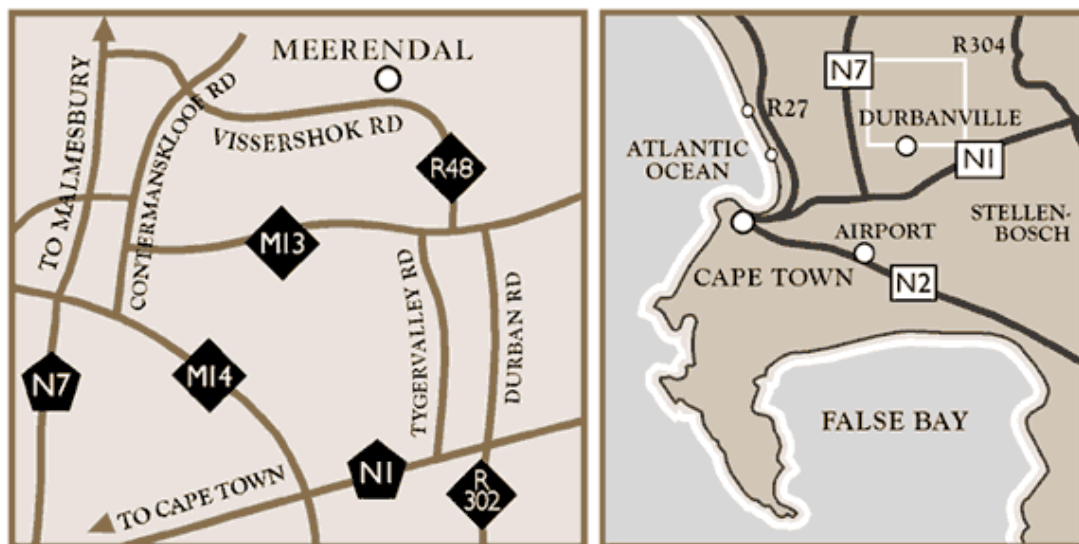 MEERENDAL
TO MALMESBURY
CONTERMANSKLOOF RD
VISSERSHOK RD
R48
M13
TYGERVALLEY RD
DURBAN RD
N7
M14
N1
R
302
TO CAPE TOWN
R304
N7
R27
DURBANVILLE
ATLANTIC
OCEAN
N1
STELLEN-
BOSCH
AIRPORT
CAPE TOWN
N2
FALSE BAY